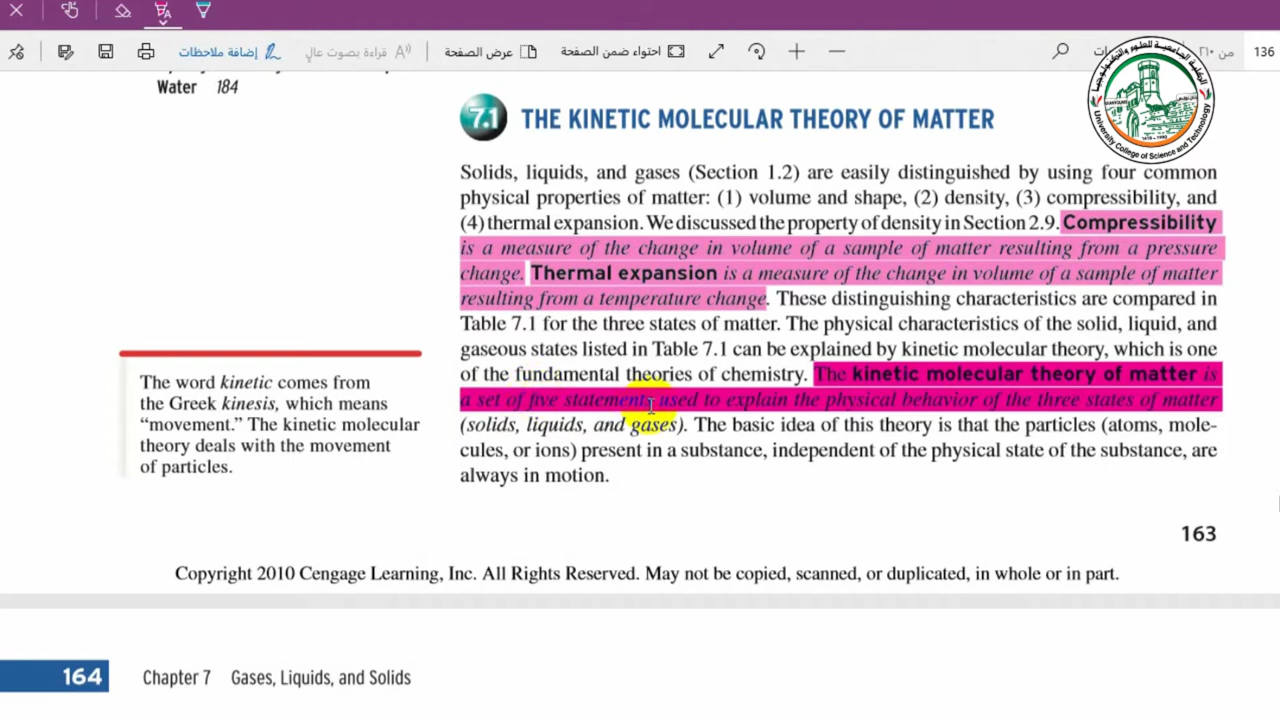 إضافة ملاحظات
قراءة بصوت عالٍ
عرض الصفحة
احتواء ضمن الصفحة
136
Water 184
7.1 THE KINETIC MOLECULAR THEORY OF MATTER
Solids, liquids, and gases (Section 1.2) are easily distinguished by using four common
physical properties of matter: (1) volume and shape, (2) density, (3) compressibility, and
(4) thermal expansion. We discussed the property of density in Section 2.9. Compressibility
is a measure of the change in volume of a sample of matter resulting from a pressure
change. Thermal expansion is a measure of the change in volume of a sample of matter
resulting from a temperature change. These distinguishing characteristics are compared in
Table 7.1 for the three states of matter. The physical characteristics of the solid, liquid, and
gaseous states listed in Table 7.1 can be explained by kinetic molecular theory, which is one
of the fundamental theories of chemistry. The kinetic molecular theory of matter is
a set of five statements used to explain the physical behavior of the three states of matter
(solids, liquids, and gases). The basic idea of this theory is that the particles (atoms, mole-
cules, or ions) present in a substance, independent of the physical state of the substance, are
always in motion.
The word kinetic comes from
the Greek kinesis, which means
“movement.” The kinetic molecular
theory deals with the movement
of particles.
163
Copyright 2010 Cengage Learning, Inc. All Rights Reserved. May not be copied, scanned, or duplicated, in whole or in part.
164 Chapter 7 Gases, Liquids, and Solids
University College of Science and Technology